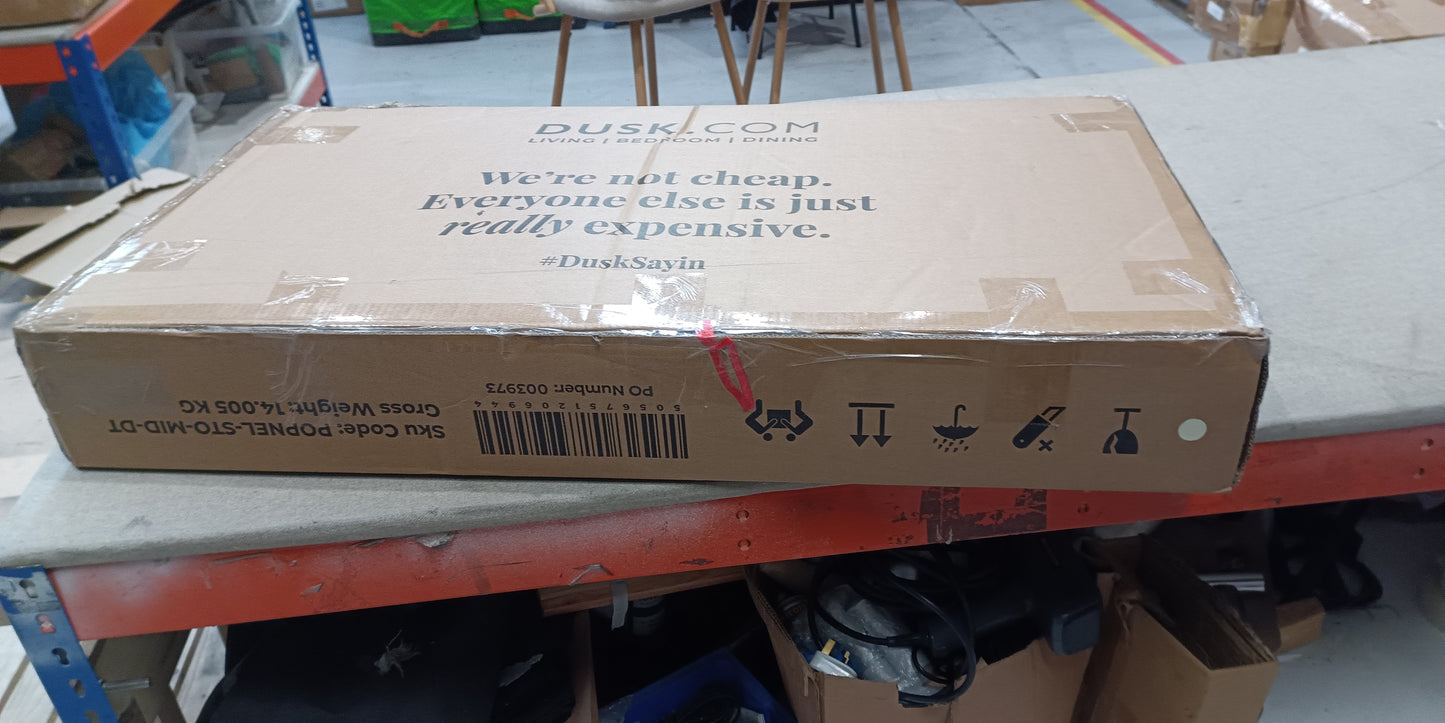 DUSK.COM
LIVING | BEDROOM | DINING
We're not cheap.
Everyone else is just
really expensive.
#DuskSayin
Sku Code: POPNEL-STO-MID-DT
Gross Weight: 14.005 KG
5056751206944
PO Number: 003973